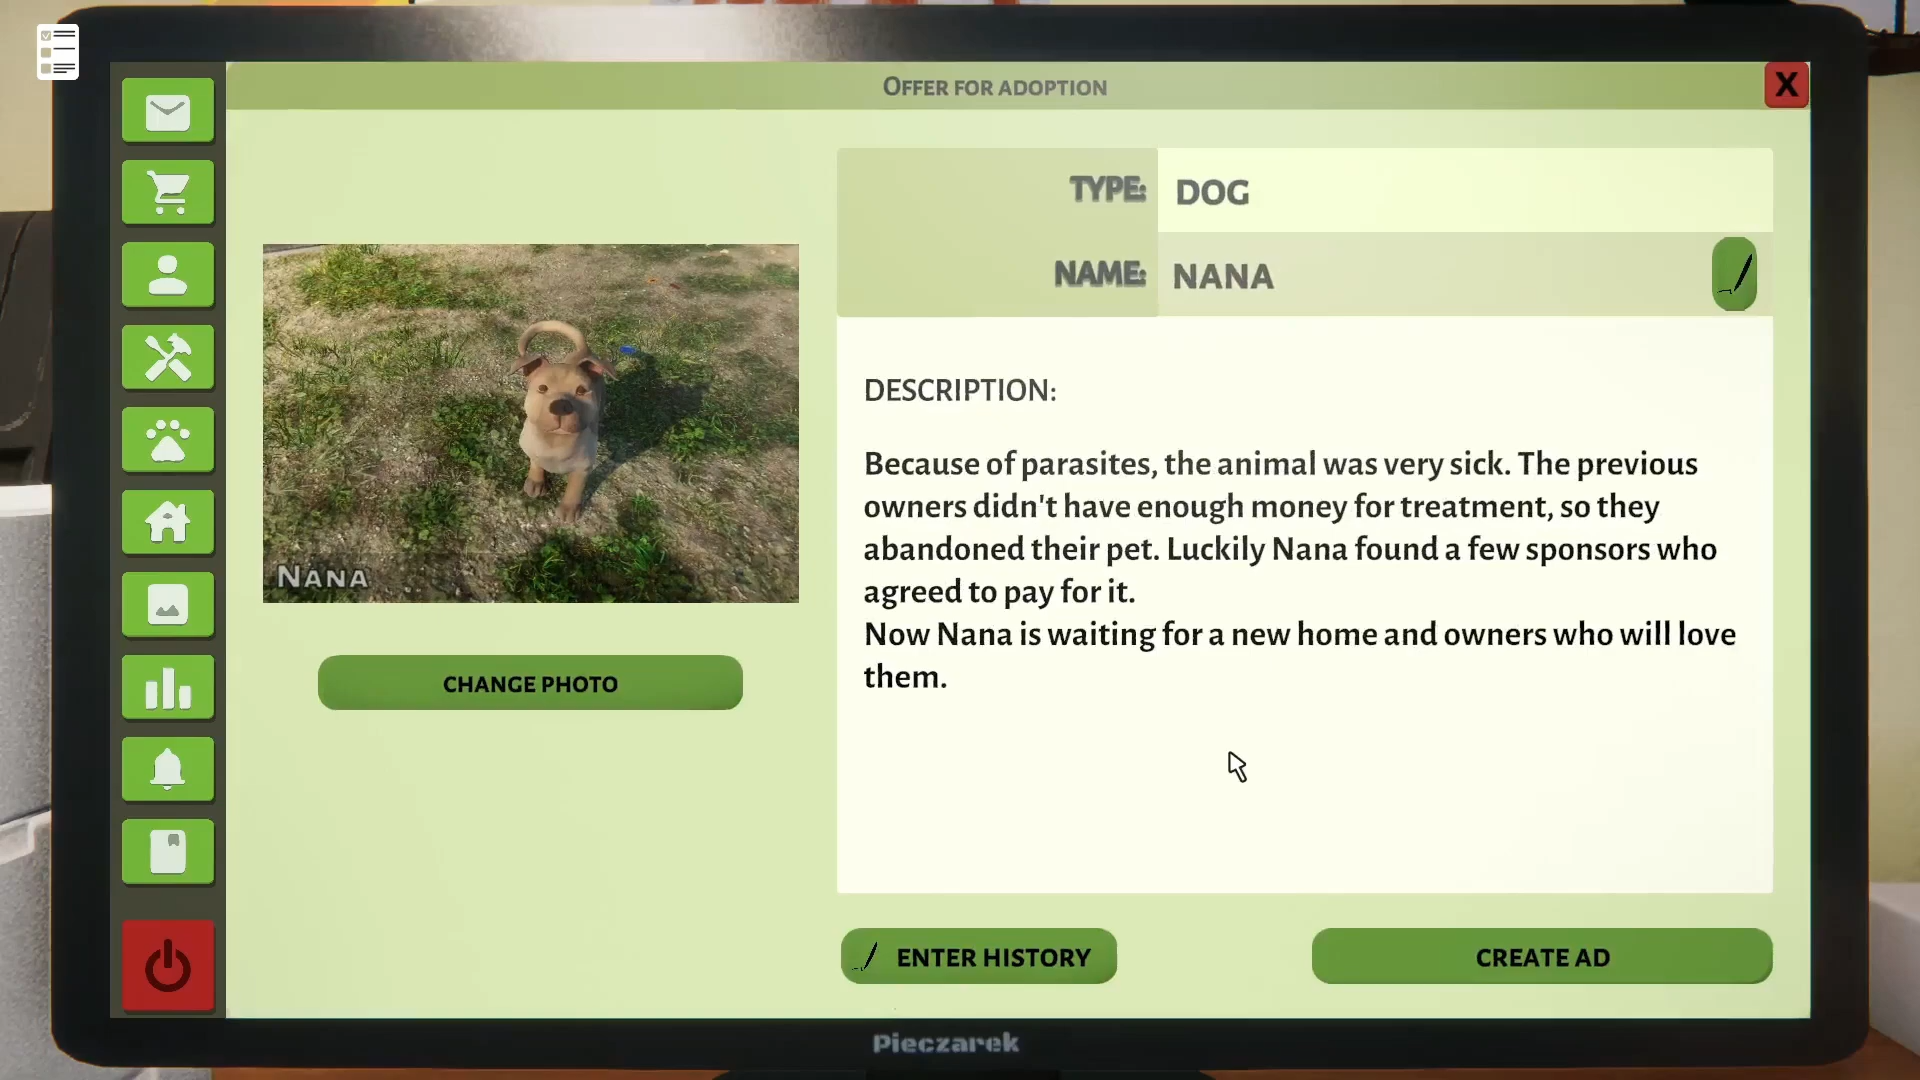 OFFER FOR ADOPTION
X
TYPE: DOG
NAME: NANA
NANA
DESCRIPTION:
Because of parasites, the animal was very sick. The previous
owners didn't have enough money for treatment, so they
abandoned their pet. Luckily Nana found a few sponsors who
agreed to pay for it.
Now Nana is waiting for a new home and owners who will love
them.
CHANGE PHOTO
ENTER HISTORY
CREATE AD
Pieczarek